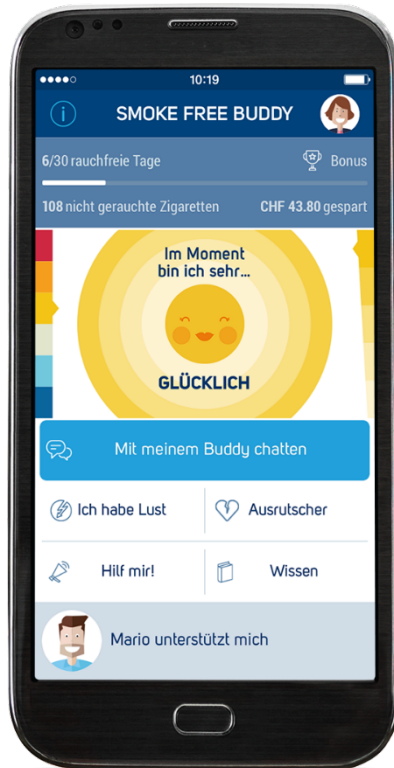 10:19
SMOKE FREE BUDDY
6/30 rauchfreie Tage
Bonus
108 nicht gerauchte Zigaretten
CHF 43.80 gespart
Im Moment
bin ich sehr...
GLÜCKLICH
Mit meinem Buddy chatten
Ich habe Lust
Ausrutscher
Hilf mir!
Wissen
Mario unterstützt mich